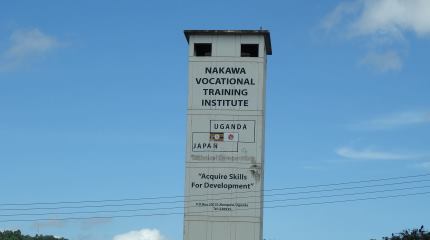 NAKAWA
VOCATIONAL
TRAINING
INSTITUTE
UGANDA
JAPAN
"Acquire Skills
For Development"